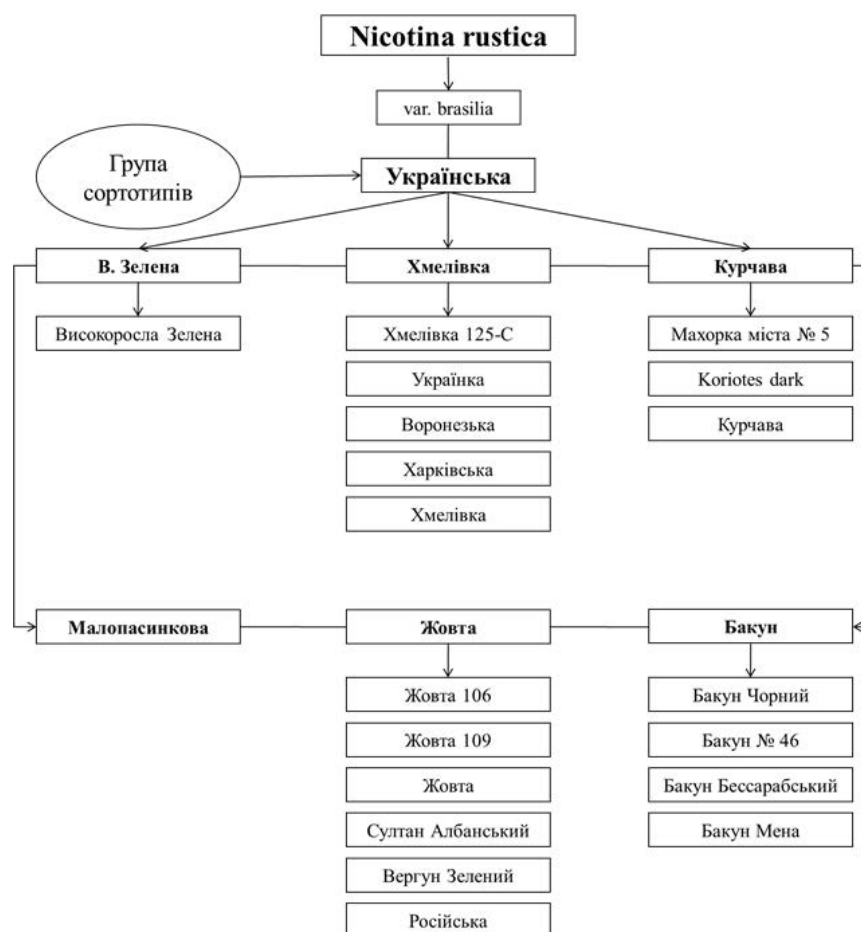 Nicotina rustica
var. brasilia
Група
сортотипів
Українська
В. Зелена
Хмелівка
Курчава
Високоросла Зелена
Хмелівка 125-С
Махорка міста № 5
Українка
Koriotes dark
Воронезька
Курчава
Харківська
Хмелівка
Малопасинкова
Жовта
Бакун
Жовта 106
Бакун Чорний
Жовта 109
Бакун № 46
Жовта
Бакун Бессарабський
Султан Албанський
Бакун Мена
Вергун Зелений
Російська